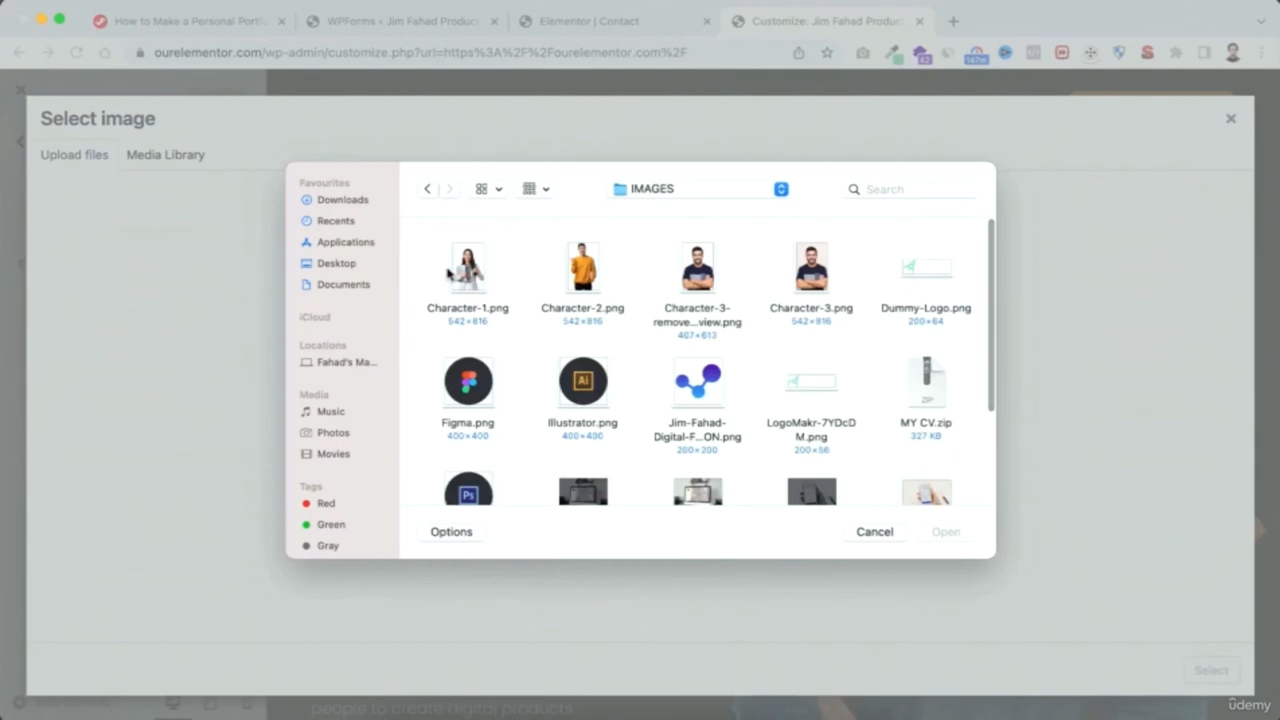 How to Make a Personal Portf
WPForms ‹ Jim Fahad Produc
Elementor | Contact
Customize: Jim Fahad Produc
ourelementor.com/wp-admin/customize.php?url=https%3A%2F%2Fourelementor.com%2F
Select image
Upload files
Media Library
Favourites
Downloads
Recents
Applications
Desktop
Documents
iCloud
Locations
Fahad's Ma...
Media
Music
Photos
Movies
Tags
Red
Green
Gray
IMAGES
Search
Character-1.png
542×816
Character-2.png
542×816
Character-3-
remove...view.png
407×613
Character-3.png
542×816
Dummy-Logo.png
200×64
Figma.png
400×400
Ai
Illustrator.png
400×400
Jim-Fahad-
Digital-F...ON.png
200×200
LogoMakr-7YDcD
M.png
200×56
ZIP
MY CV.zip
327 KB
Ps
Options
Cancel
Open
Select
people to create digital products.
ûdemy